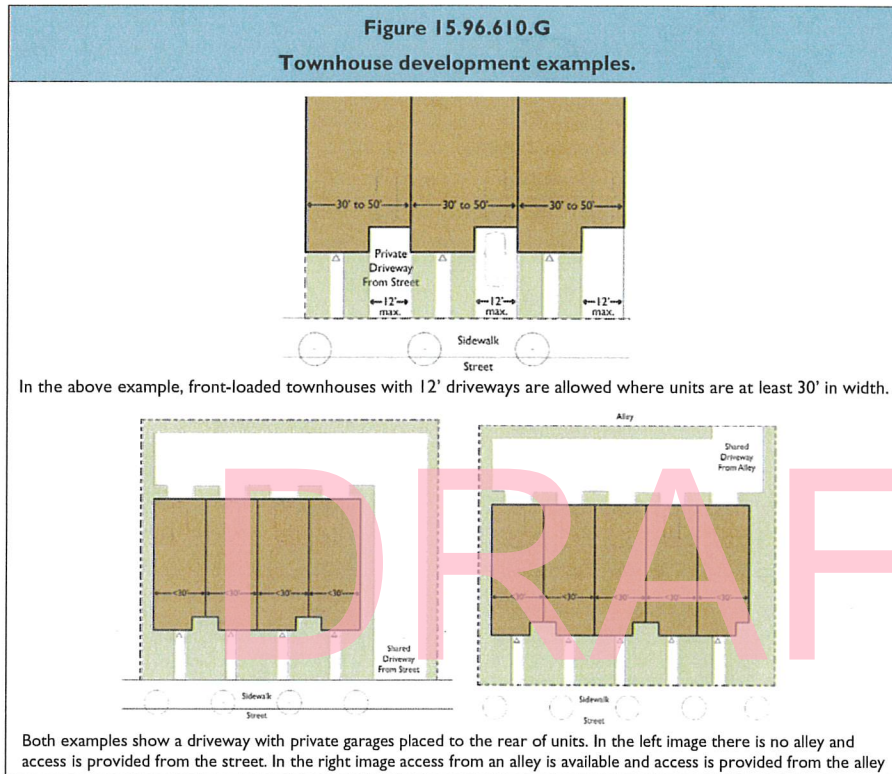 Figure 15.96.610.G
Townhouse development examples.
30' to 50'
30' to 50'
30' to 50'
Private
Driveway
From Street
12'
max.
12'
max.
12'
max.
Sidewalk
Street
In the above example, front-loaded townhouses with 12' driveways are allowed where units are at least 30' in width.
<30'
<30'
<30'
<30'
Shared
Driveway
From Street
Sidewalk
Street
Alley
Shared
Driveway
From Alley
<30'
<30'
<30'
<30'
<30'
Sidewalk
Street
DRAF
Both examples show a driveway with private garages placed to the rear of units. In the left image there is no alley and
access is provided from the street. In the right image access from an alley is available and access is provided from the alley